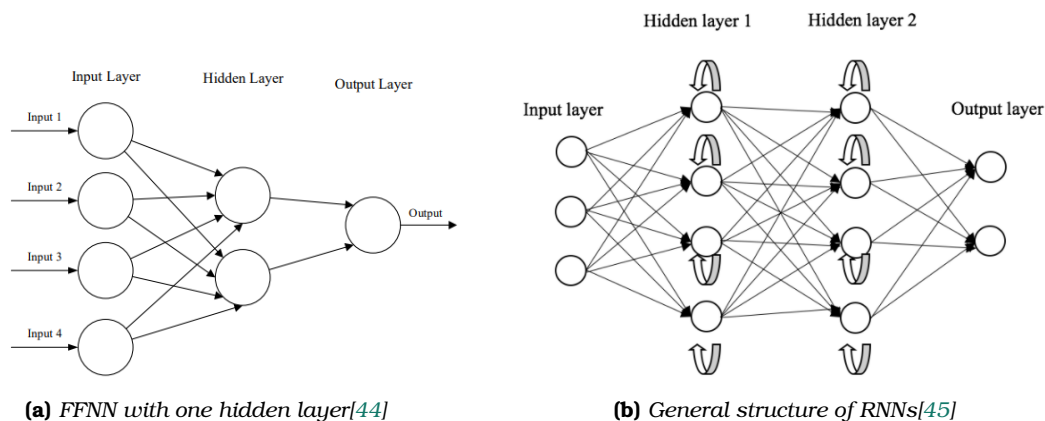 Input Layer
Hidden Layer
Output Layer
Input 1
Input 2
Input 3
Input 4
Output
(a) FFNN with one hidden layer[44]
Hidden layer 1
Hidden layer 2
Input layer
Output layer
(b) General structure of RNNs[45]